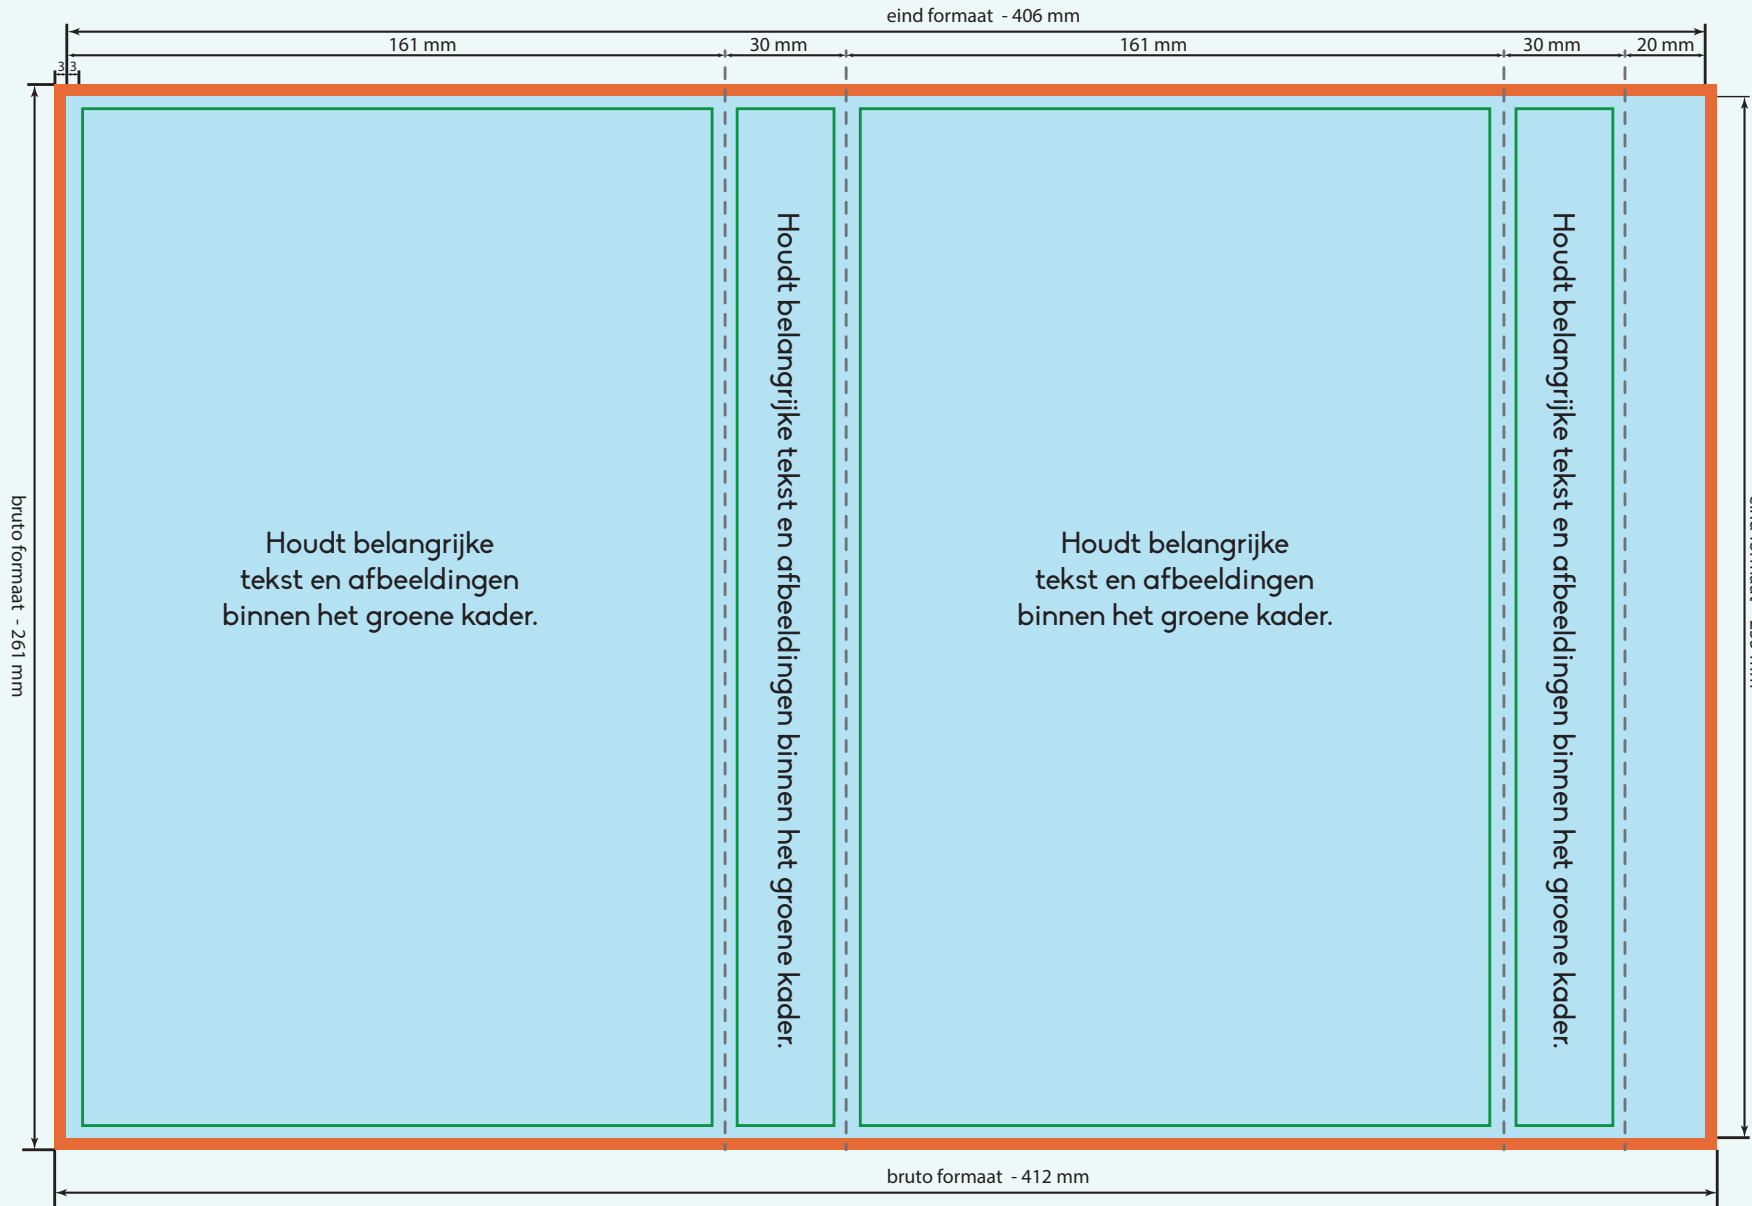 eind formaat - 406 mm
161 mm
30 mm
161 mm
30 mm
20 mm
3
3
bruto formaat - 261 mm
Houdt belangrijke
tekst en afbeeldingen
binnen het groene kader.
Houdt belangrijke tekst en afbeeldingen binnen het groene kader.
Houdt belangrijke
tekst en afbeeldingen
binnen het groene kader.
Houdt belangrijke tekst en afbeeldingen binnen het groene kader.
bruto formaat - 412 mm